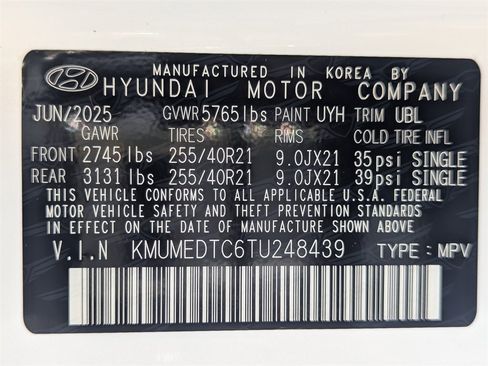 MANUFACTURED IN KOREA BY
HYUNDAI MOTOR COMPANY
JUN/2025 GVWR 5765lbs PAINT UYH TRIM UBL
GAWR TIRES RIMS COLD TIRE INFL
FRONT 2745lbs 255/40R21 9.0JX21 35psi SINGLE
REAR 3131lbs 255/40R21 9.0JX21 39psi SINGLE
THIS VEHICLE CONFORMS TO ALL APPLICABLE U.S.A. FEDERAL
MOTOR VEHICLE SAFETY AND THEFT PREVENTION STANDARDS
IN EFFECT ON THE DATE OF MANUFACTURE SHOWN ABOVE
V.I.N KMUMEDTC6TU248439 TYPE: MPV